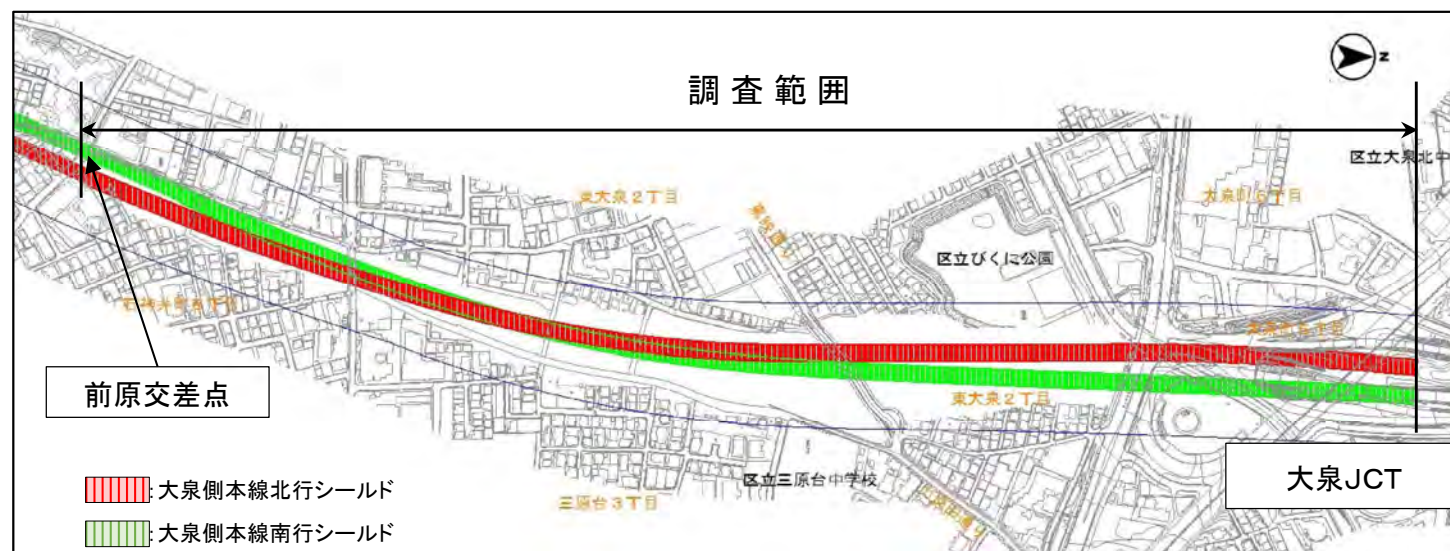 N
調査範囲
区立大泉北中
東大泉2丁目
大泉町5丁目
区立びくに公園
前原交差点
東大泉2丁目
区立三原台中学校
三原台3丁目
大泉JCT
:大泉側本線北行シールド
:大泉側本線南行シールド